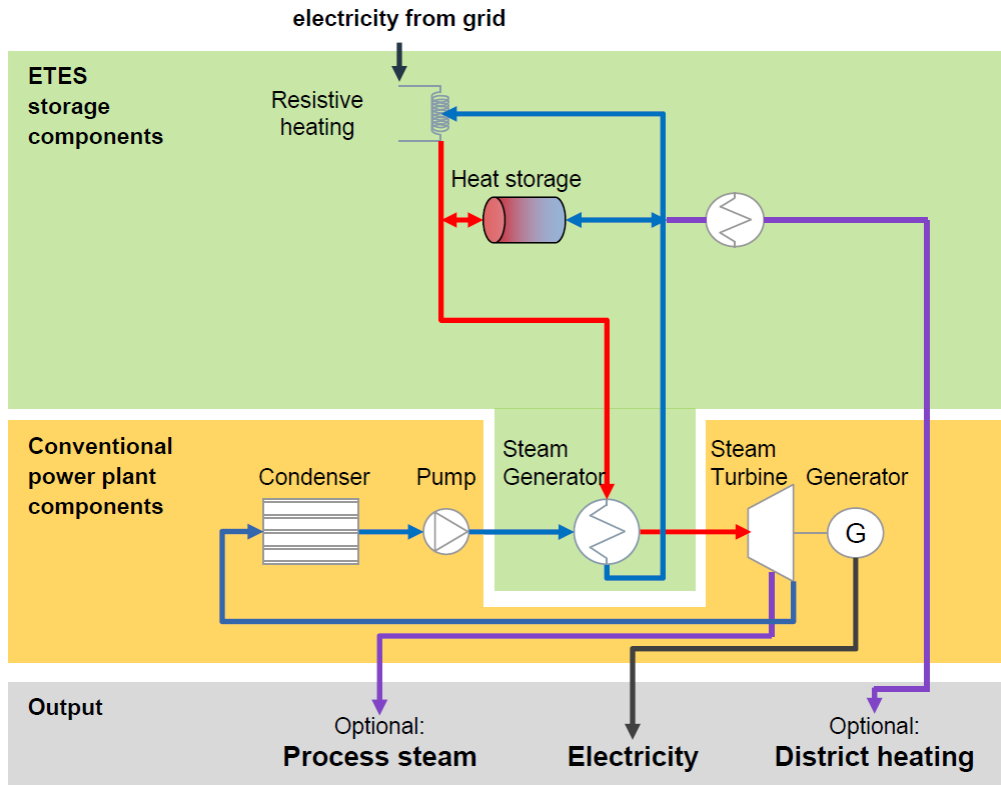 electricity from grid
ETES
storage
components
Resistive
heating
Heat storage
Conventional
power plant
components
Condenser
Pump
Steam
Generator
Steam
Turbine
Generator
G
Output
Optional:
Process steam
Electricity
Optional:
District heating